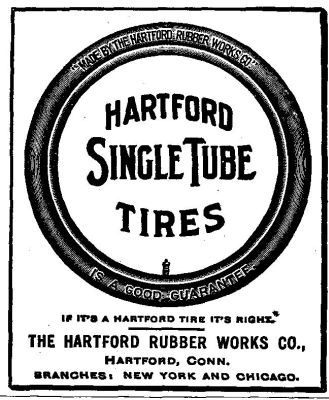 "MADE BY THE HARTFORD RUBBER WORKS CO."
HARTFORD
SINGLE TUBE
TIRES
IS A GOOD GUARANTEE.
IF IT'S A HARTFORD TIRE IT'S RIGHT."
THE HARTFORD RUBBER WORKS CO.,
HARTFORD, CONN.
BRANCHES: NEW YORK AND CHICAGO.